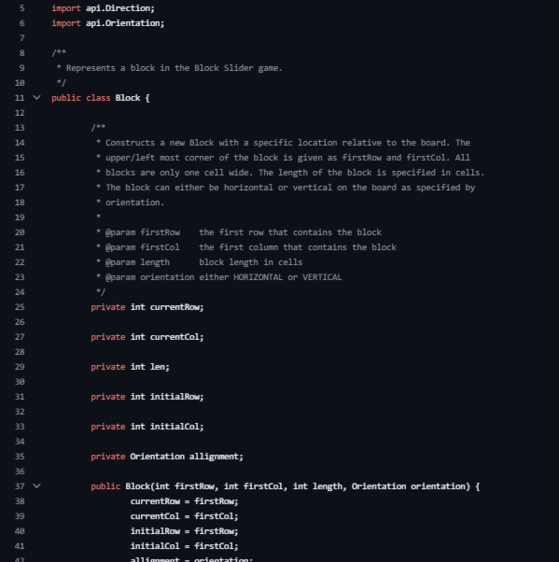 5 import api.Direction;
6 import api.Orientation;
7
8 /**
9 * Represents a block in the Block Slider game.
10 */
11 public class Block {
12
13 /**
14 * Constructs a new Block with a specific location relative to the board. The
15 * upper/left most corner of the block is given as firstRow and firstCol. All
16 * blocks are only one cell wide. The length of the block is specified in cells.
17 * The block can either be horizontal or vertical on the board as specified by
18 * orientation.
19 *
20 * @param firstRow    the first row that contains the block
21 * @param firstCol    the first column that contains the block
22 * @param length      block length in cells
23 * @param orientation either HORIZONTAL or VERTICAL
24 */
25 private int currentRow;
26
27 private int currentCol;
28
29 private int len;
30
31 private int initialRow;
32
33 private int initialCol;
34
35 private Orientation allignment;
36
37 public Block(int firstRow, int firstCol, int length, Orientation orientation) {
38 currentRow = firstRow;
39 currentCol = firstCol;
40 initialRow = firstRow;
41 initialCol = firstCol;
42 allignment = orientation;